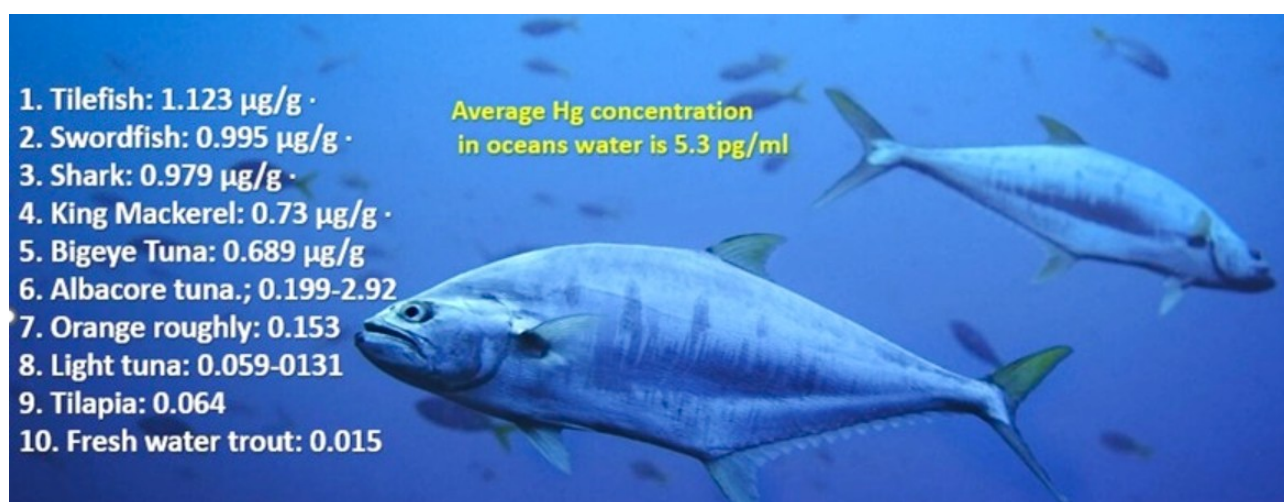 1. Tilefish: 1.123 µg/g ·
2. Swordfish: 0.995 µg/g ·
3. Shark: 0.979 µg/g ·
4. King Mackerel: 0.73 µg/g ·
5. Bigeye Tuna: 0.689 µg/g
6. Albacore tuna.; 0.199-2.92
7. Orange roughly: 0.153
8. Light tuna: 0.059-0131
9. Tilapia: 0.064
10. Fresh water trout: 0.015
Average Hg concentration
in oceans water is 5.3 pg/ml